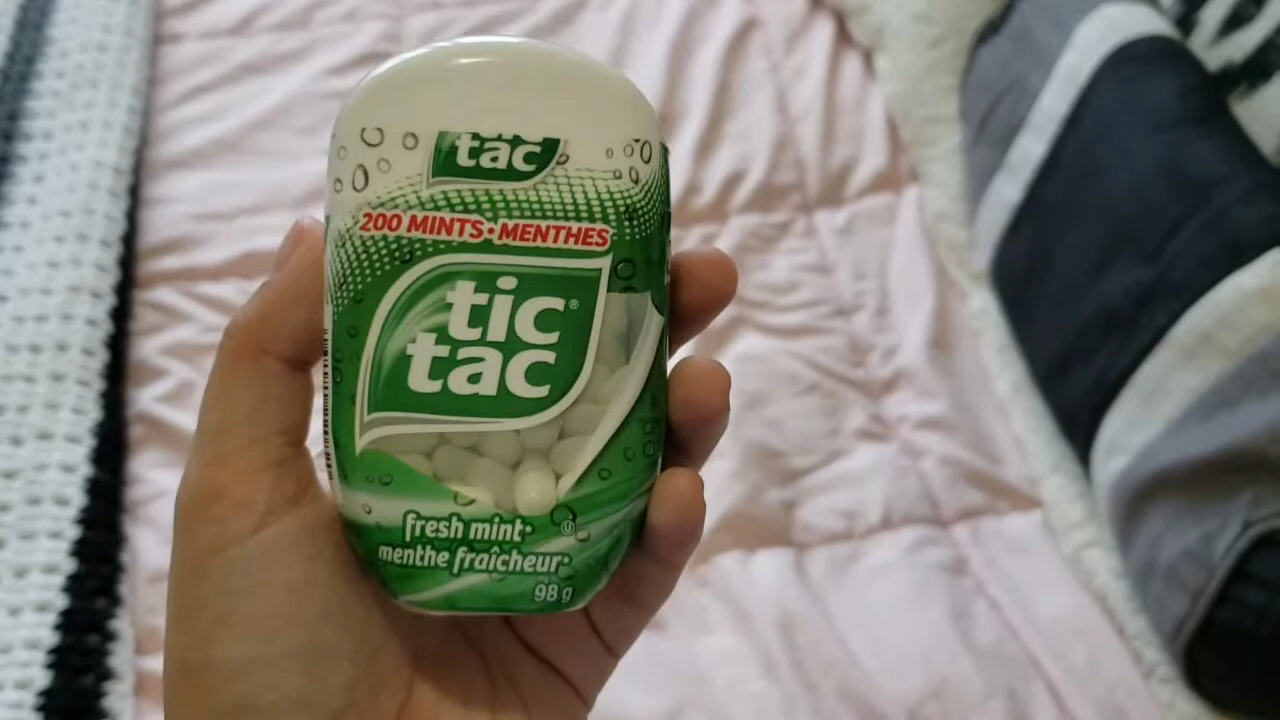 tac
200 MINTS•MENTHES
tic®
tac
fresh mint•
menthe fraîcheur•
98 g